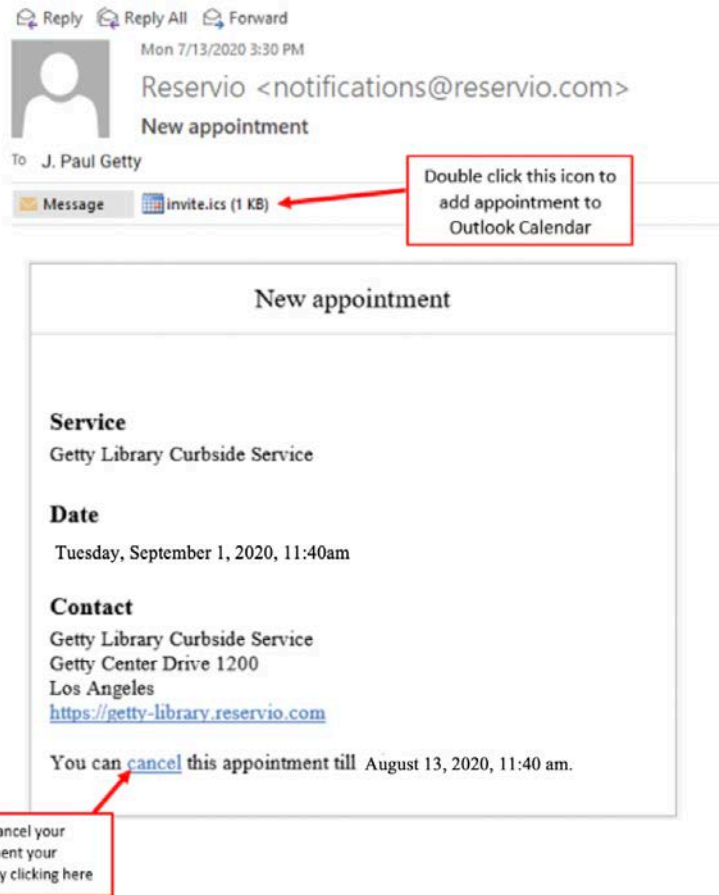 Reply Reply All Forward
Mon 7/13/2020 3:30 PM
Reservio <notifications@reservio.com>
New appointment
To J. Paul Getty
Message invite.ics (1 KB)
Double click this icon to
add appointment to
Outlook Calendar
New appointment
Service
Getty Library Curbside Service
Date
Tuesday, September 1, 2020, 11:40am
Contact
Getty Library Curbside Service
Getty Center Drive 1200
Los Angeles
https://getty-library.reservio.com
You can cancel this appointment till August 13, 2020, 11:40 am.
your
your
clicking here